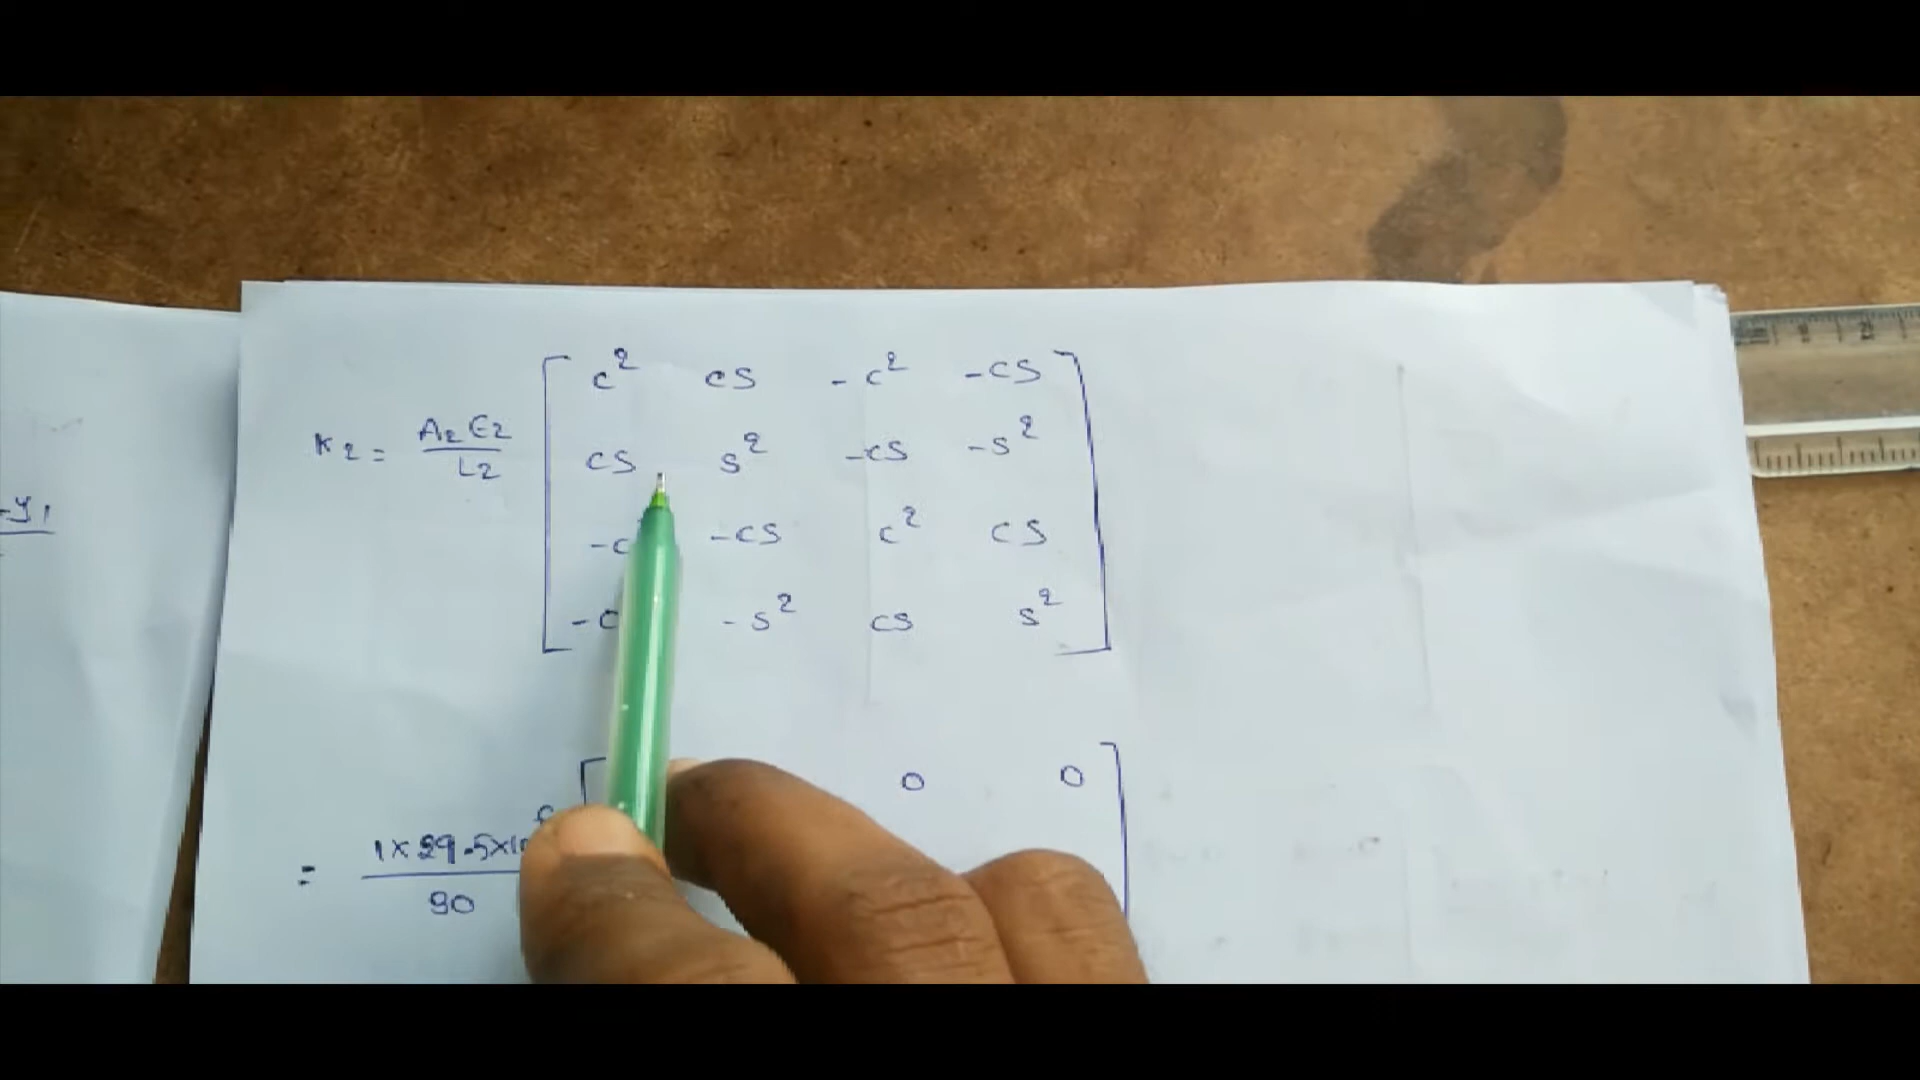 c² cs -c² -cs
K2 = A2E2/L2
cs s² -cs -s²
-y1
-cs c² cs
-s² cs s²
0 0
= 1×29.5×10/90